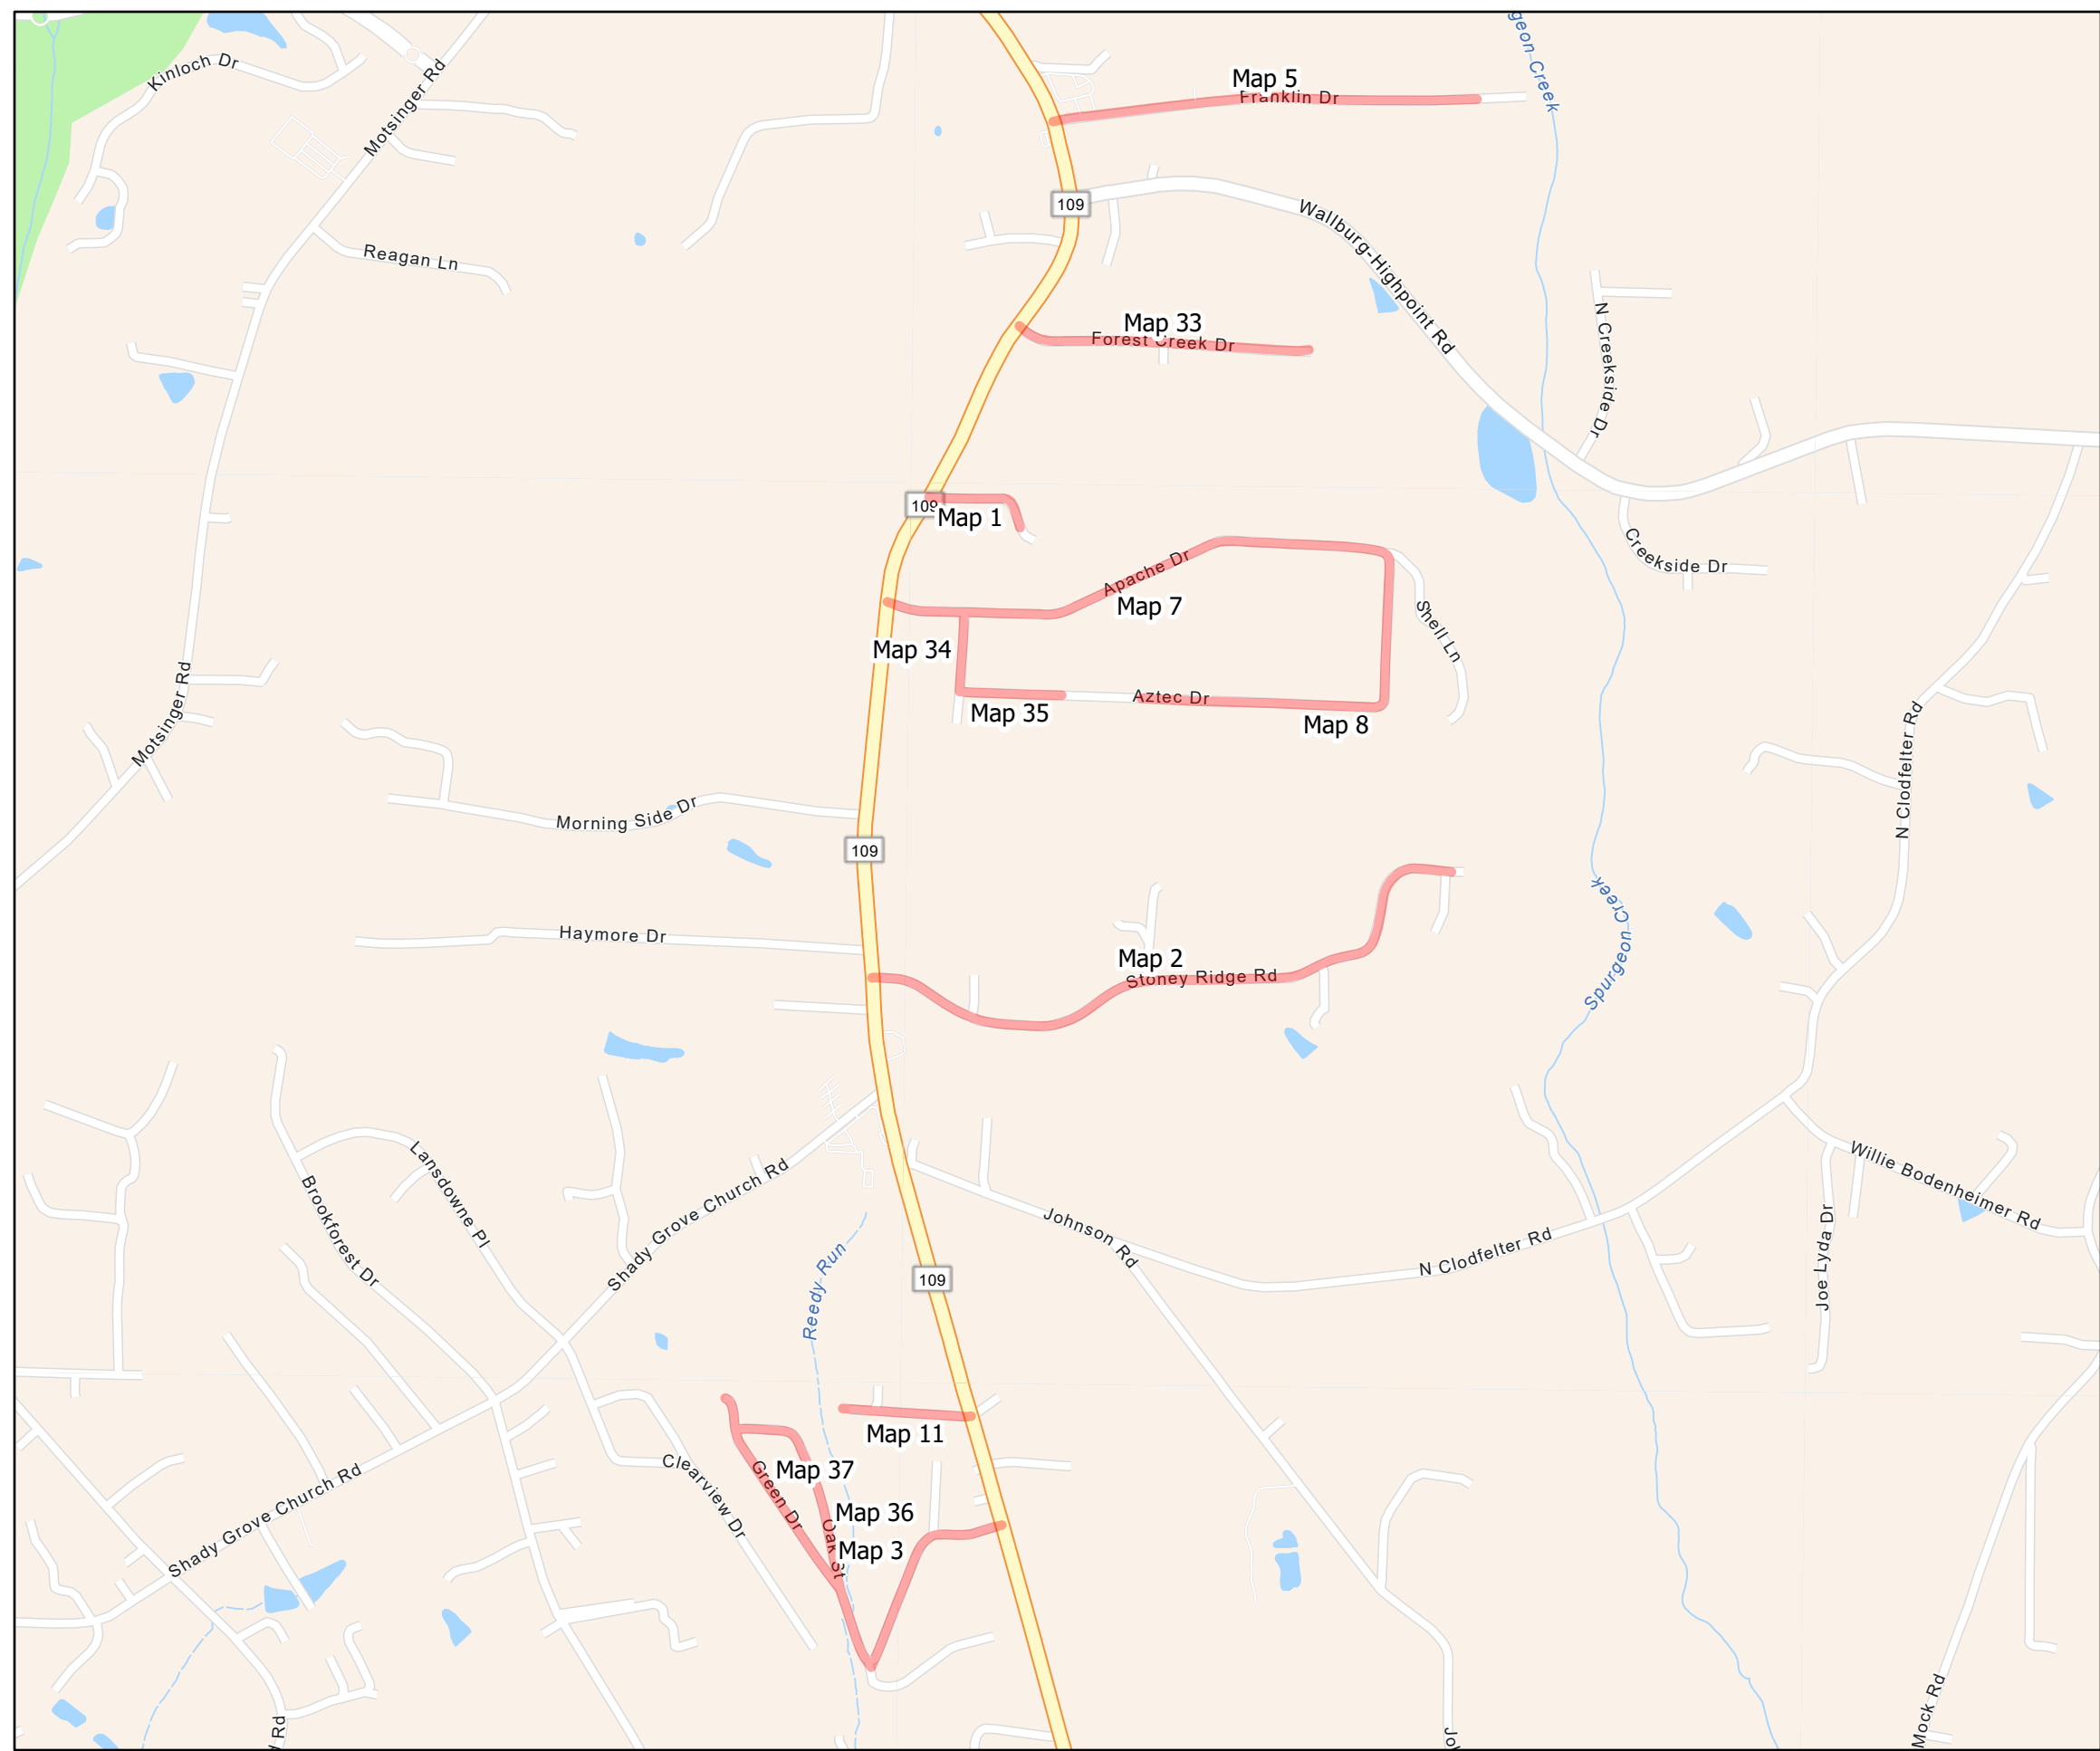 geon Creek
Kinloch Dr
Motsinger Rd
Map 5
Franklin Dr
109
Wallburg-Highpoint Rd
Reagan Ln
Map 33
Forest Creek Dr
N Creekside Dr
109
Map 1
Creekside Dr
Apache Dr
Map 7
Shell Ln
Map 34
Motsinger Rd
Aztec Dr
Map 35
Map 8
N Clodfelter Rd
Morning Side Dr
109
Haymore Dr
Spurgeon Creek
Map 2
Stoney Ridge Rd
Lansdowne Pl
Brookforest Dr
Shady Grove Church Rd
Willie Bodenheimer Rd
Johnson Rd
Joe Lyda Dr
N Clodfelter Rd
Reedy Run
109
Map 11
Clearview Dr
Green Dr
Map 37
Shady Grove Church Rd
Map 36
Oak St
Map 3
Mock Rd
d Rd
Joh